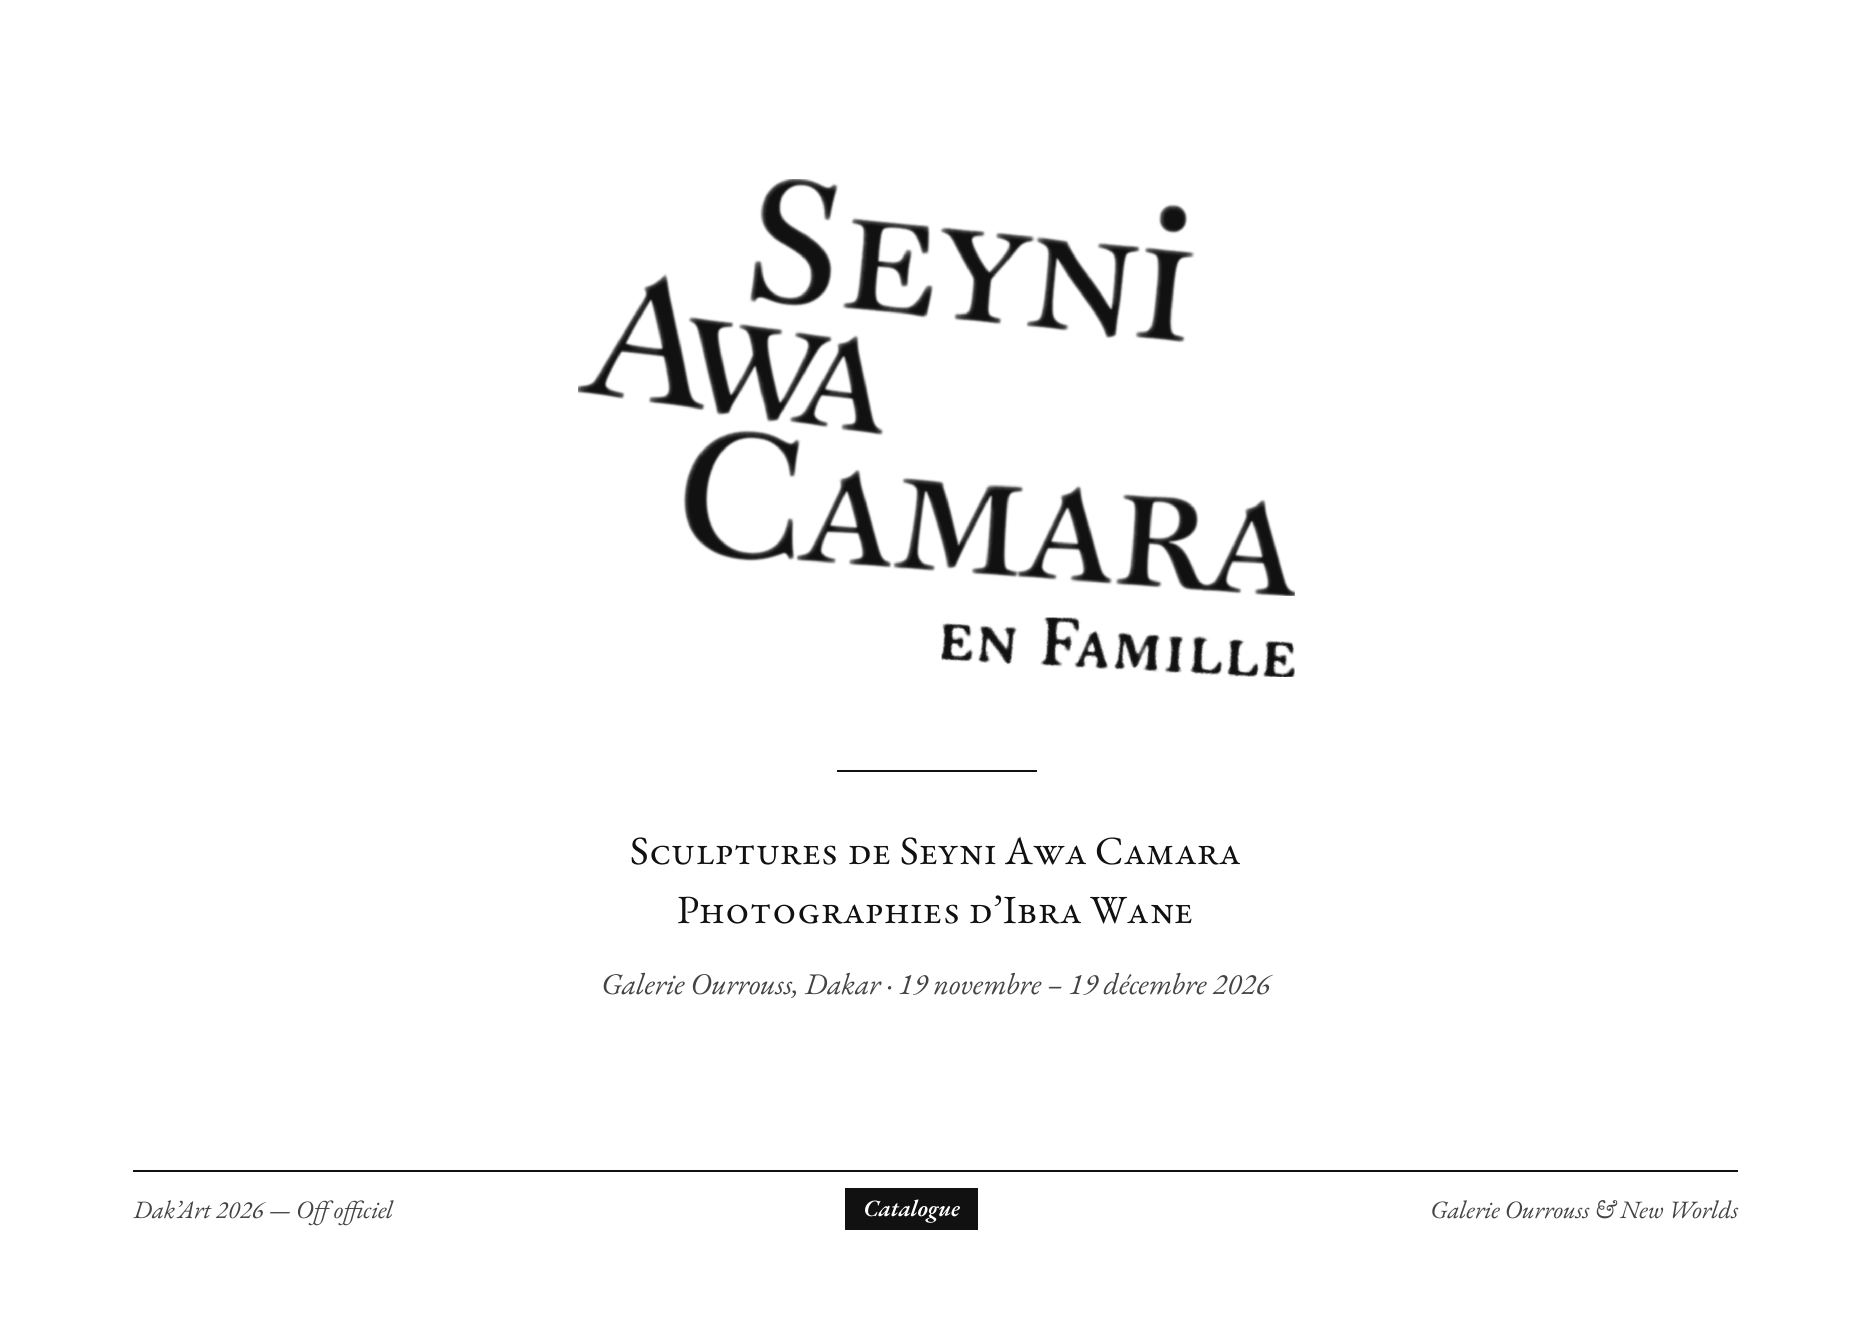 Seyni
Awa
Camara
en Famille
Sculptures de Seyni Awa Camara
Photographies d’Ibra Wane
Galerie Ourrouss, Dakar · 19 novembre – 19 décembre 2026
Dak’Art 2026 — Off officiel
Catalogue
Galerie Ourrouss & New Worlds